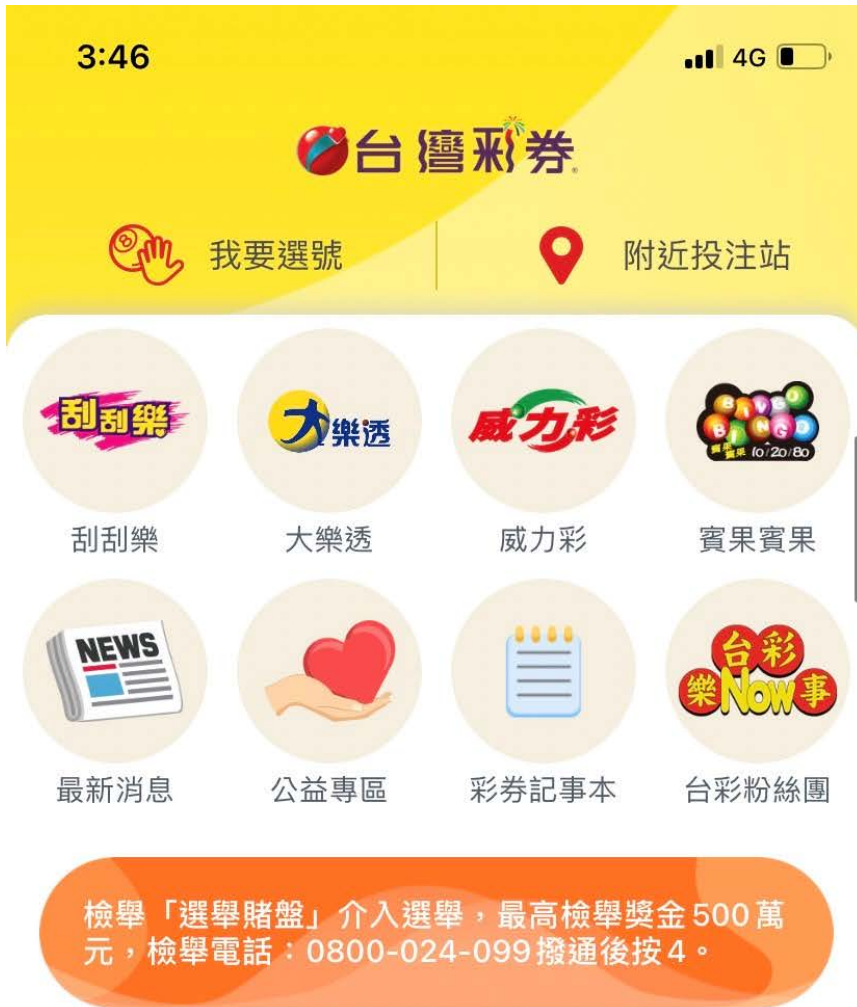 3:46 4G
台灣彩券
我要選號 附近投注站
刮刮樂 大樂透 威力彩 BINGO BINGO 賓果賓果 10/20/80
刮刮樂 大樂透 威力彩 賓果賓果
NEWS 台彩樂Now事
最新消息 公益專區 彩券記事本 台彩粉絲團
檢舉「選舉賭盤」介入選舉，最高檢舉獎金500萬
元，檢舉電話：0800-024-099撥通後按4。